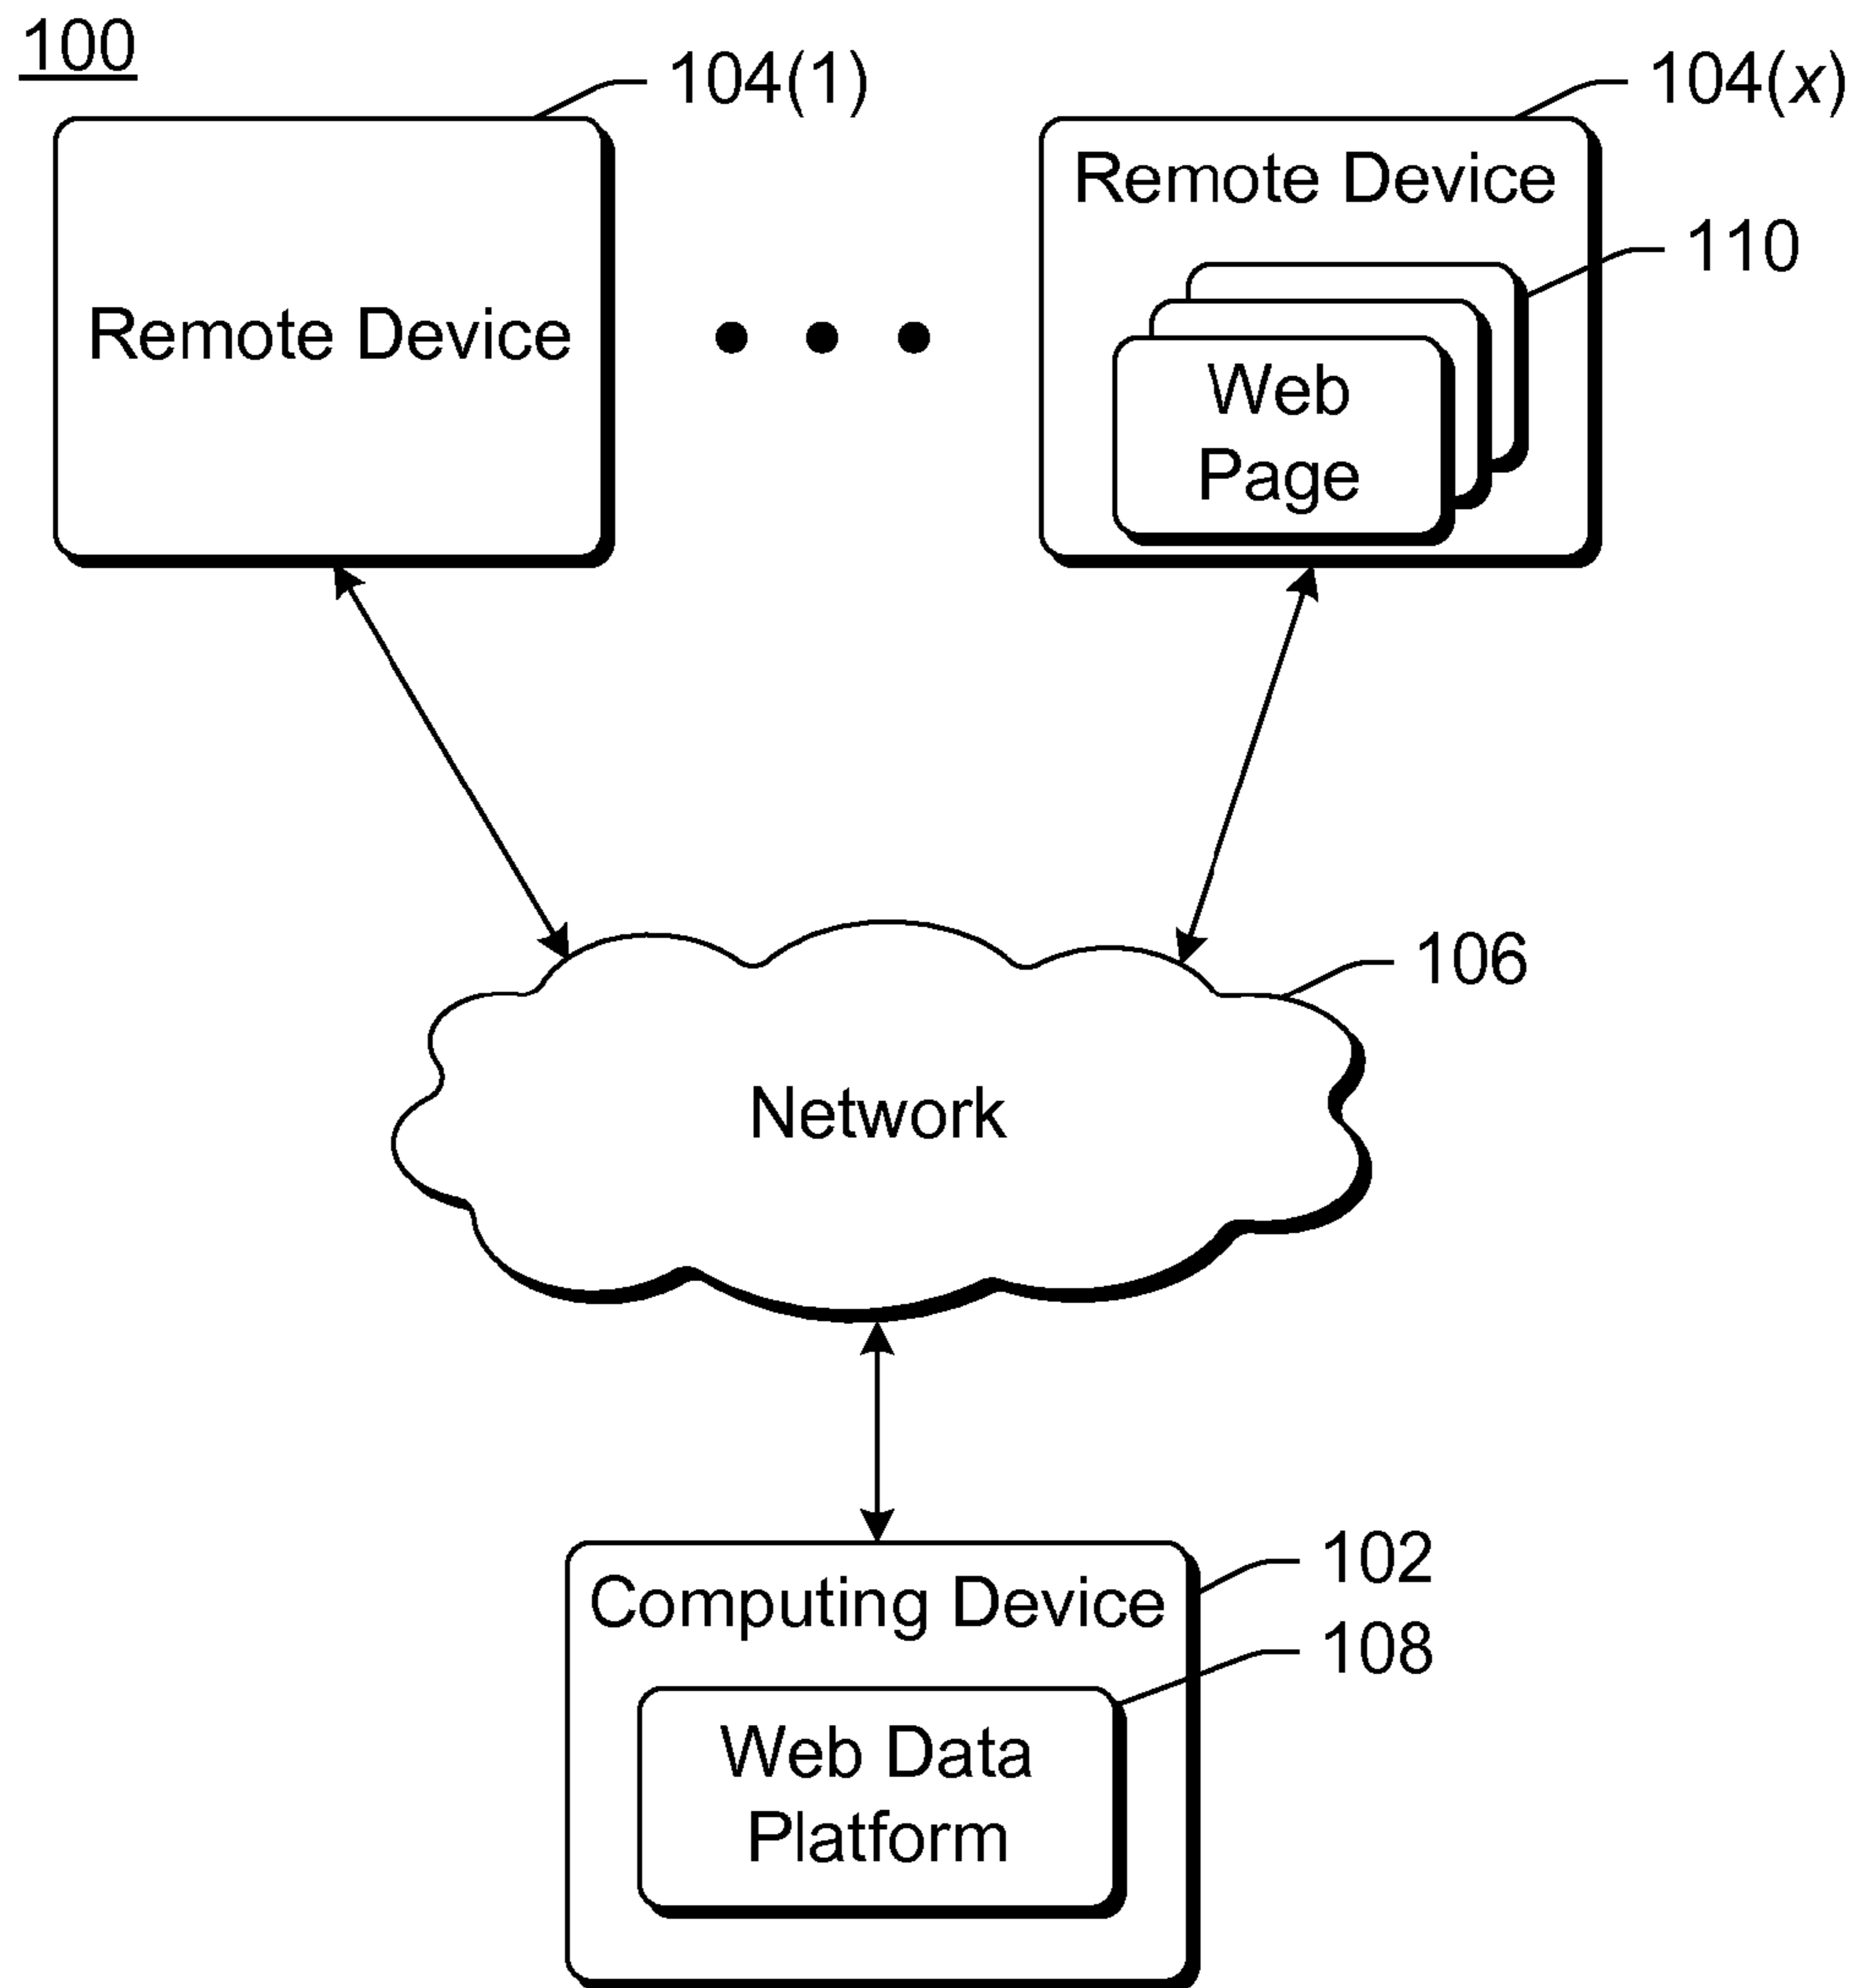 100
104(1)
104(x)
Remote Device
Remote Device
110
Web
Page
106
Network
Computing Device
102
108
Web Data
Platform